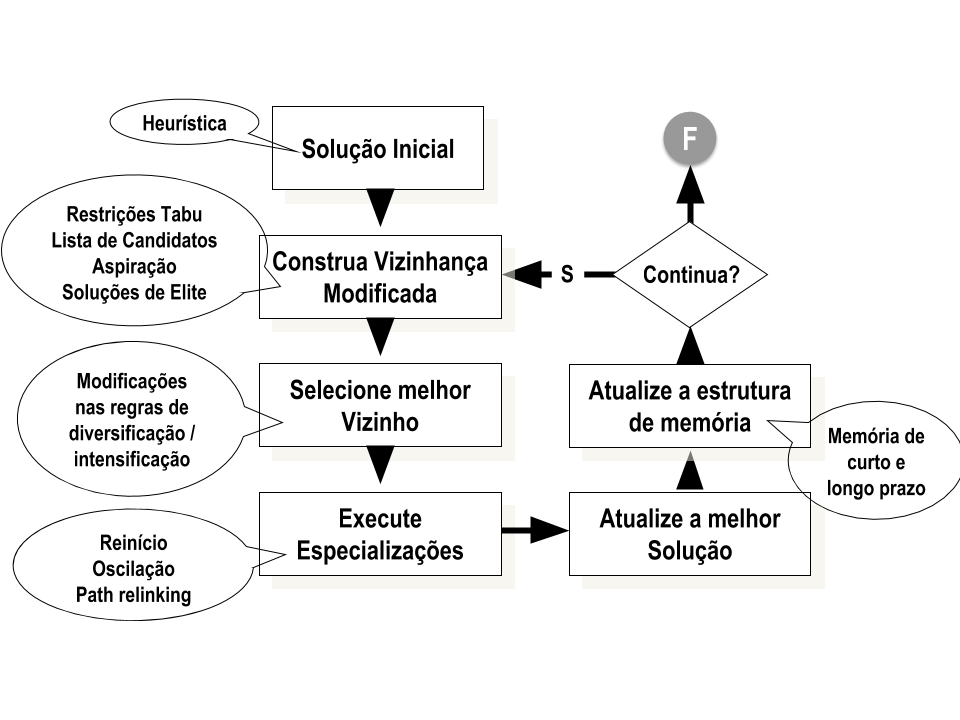 Heurística
Solução Inicial
F
Restrições Tabu
Lista de Candidatos
Aspiração
Soluções de Elite
Construa Vizinhança
Modificada
S
Continua?
Modificações
nas regras de
diversificação /
intensificação
Selecione melhor
Vizinho
Atualize a estrutura
de memória
Memória de
curto e
longo prazo
Reinício
Oscilação
Path relinking
Execute
Especializações
Atualize a melhor
Solução